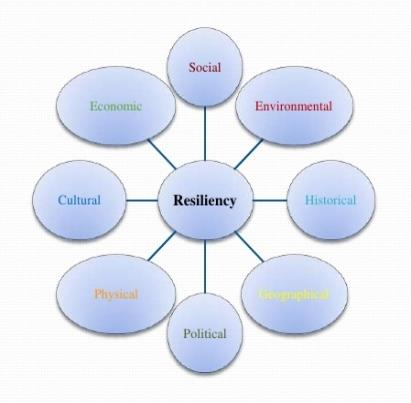 Social
Economic
Environmental
Cultural
Resiliency
Historical
Physical
Geographical
Political